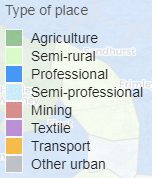 Type of place
Agriculture
Semi-rural
Professional
Semi-professional
Mining
Textile
Transport
Other urban